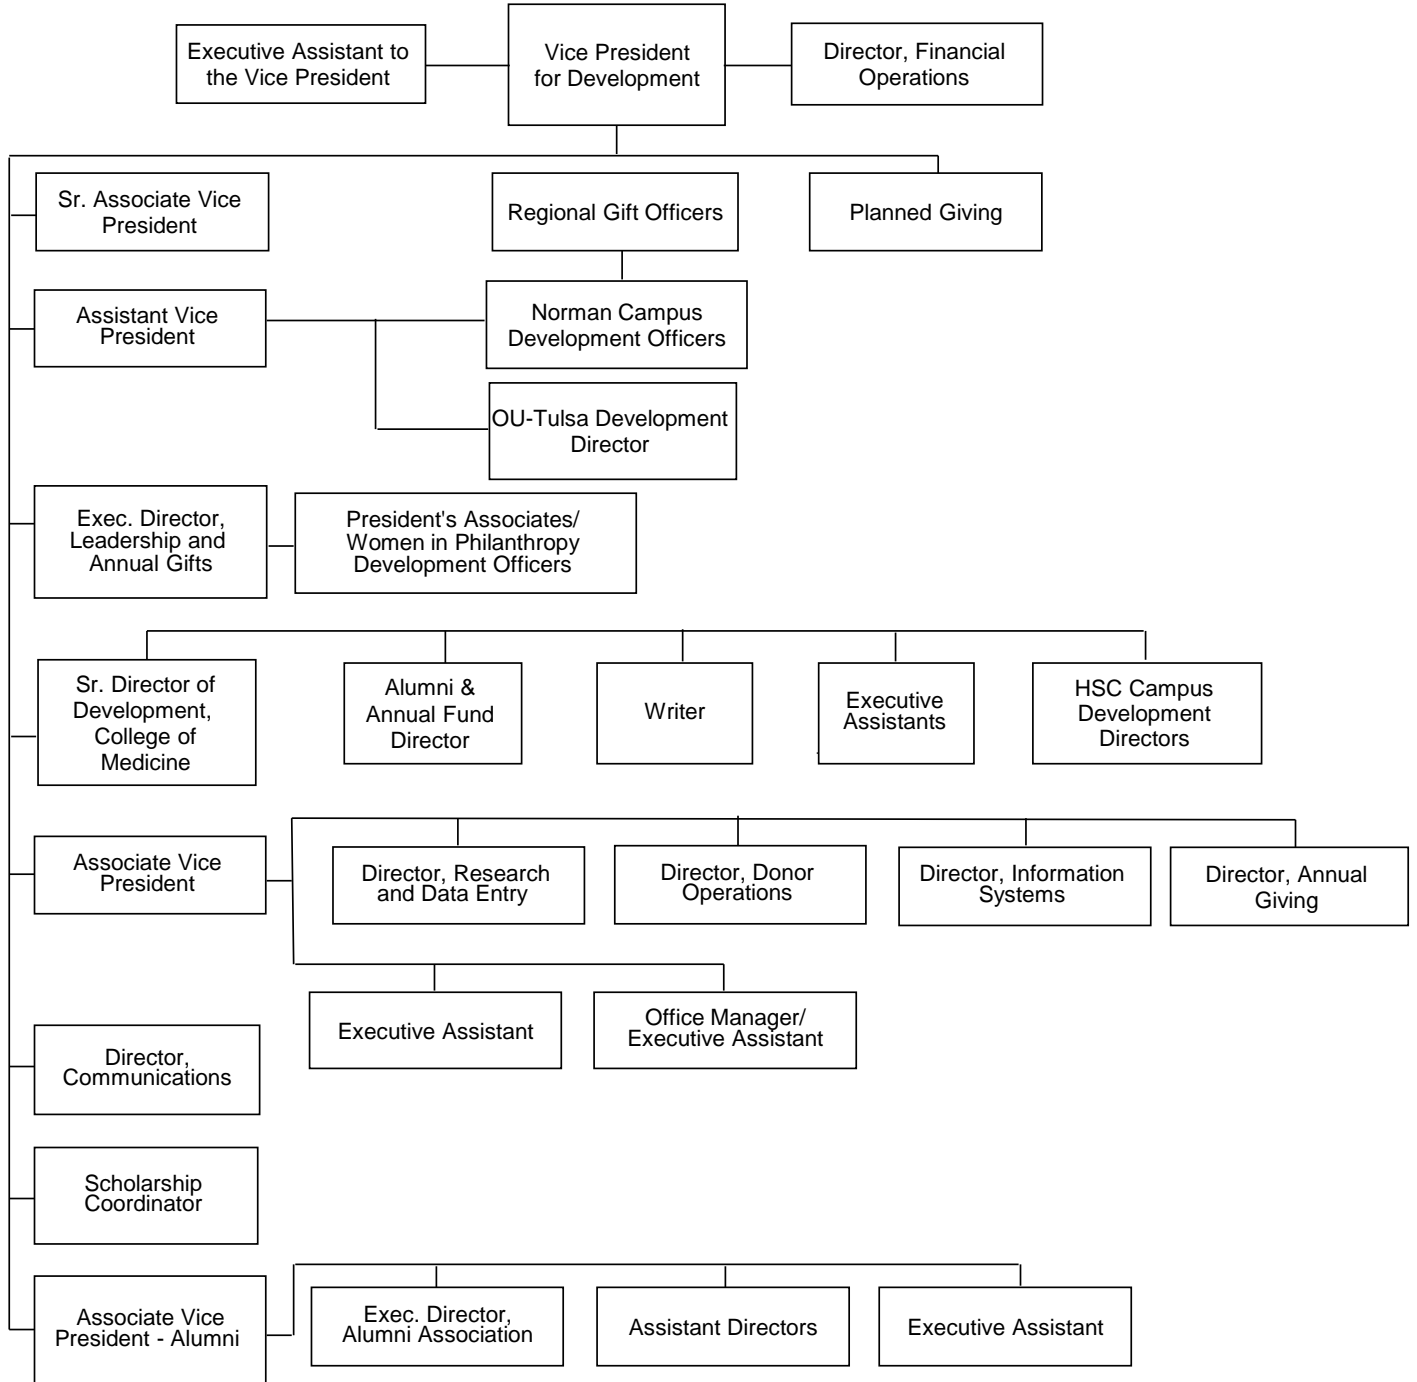 Executive Assistant to
the Vice President
Vice President
for Development
Director, Financial
Operations
Sr. Associate Vice
President
Regional Gift Officers
Planned Giving
Assistant Vice
President
Norman Campus
Development Officers
OU-Tulsa Development
Director
Exec. Director,
Leadership and
Annual Gifts
President's Associates/
Women in Philanthropy
Development Officers
Sr. Director of
Development,
College of
Medicine
Alumni &
Annual Fund
Director
Writer
Executive
Assistants
HSC Campus
Development
Directors
Associate Vice
President
Director, Research
and Data Entry
Director, Donor
Operations
Director, Information
Systems
Director, Annual
Giving
Executive Assistant
Office Manager/
Executive Assistant
Director,
Communications
Scholarship
Coordinator
Associate Vice
President - Alumni
Exec. Director,
Alumni Association
Assistant Directors
Executive Assistant